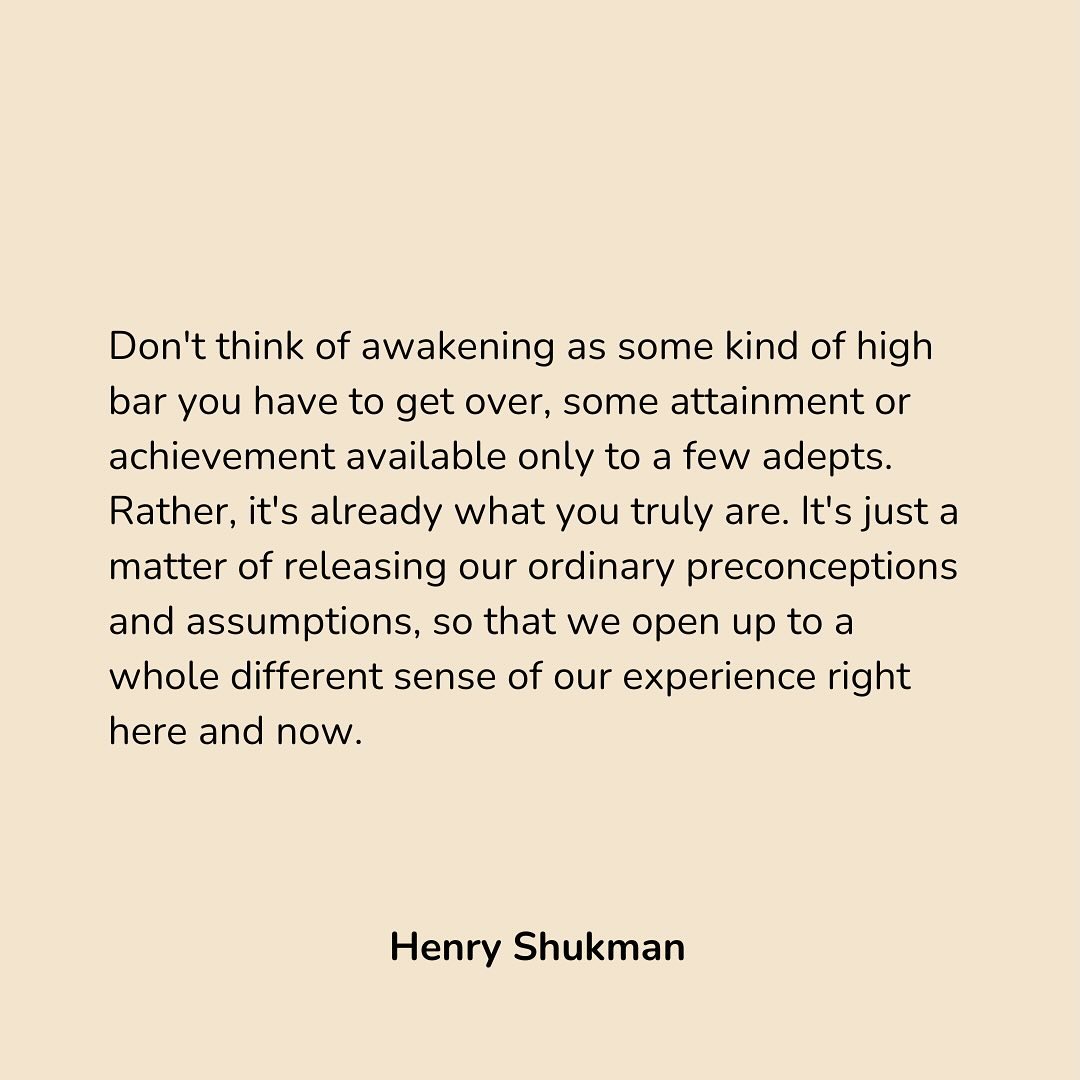 Don't think of awakening as some kind of high
bar you have to get over, some attainment or
achievement available only to a few adepts.
Rather, it's already what you truly are. It's just a
matter of releasing our ordinary preconceptions
and assumptions, so that we open up to a
whole different sense of our experience right
here and now.
Henry Shukman